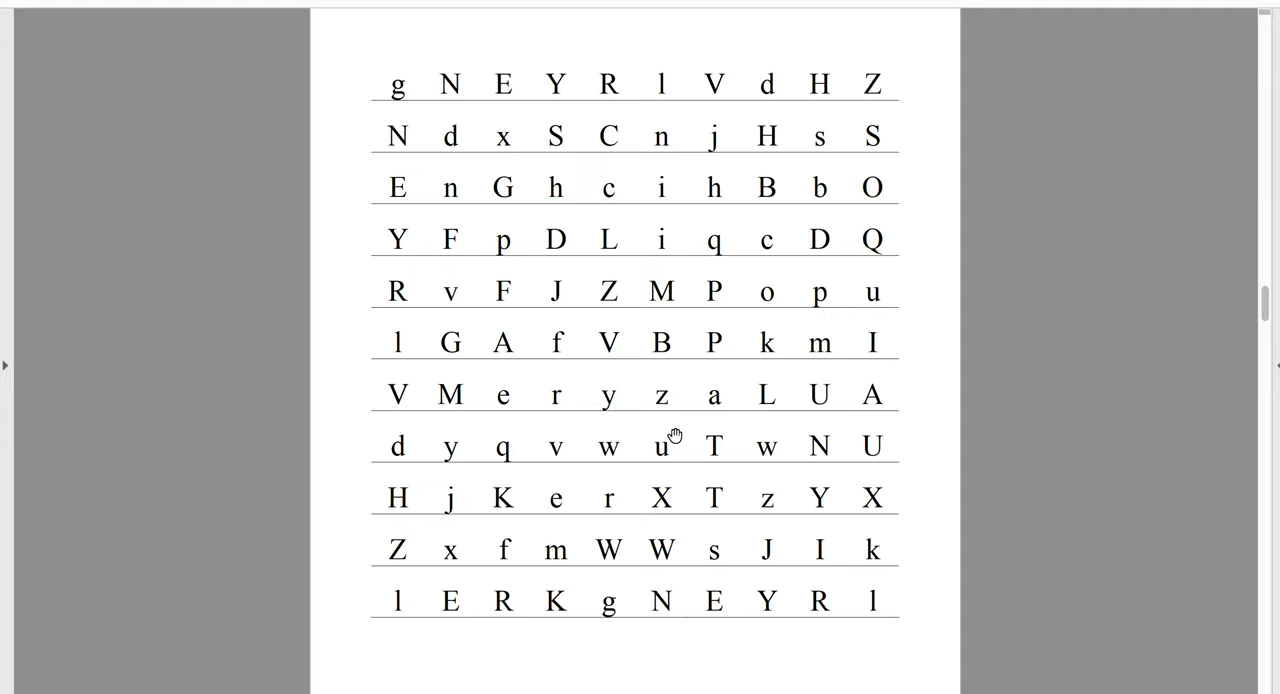 g N E Y R l V d H Z
N d x S C n j H s S
E n G h c i h B b O
Y F p D L i q c D Q
R v F J Z M P o p u
l G A f V B P k m I
V M e r y z a L U A
d y q v w u T w N U
H j K e r X T z Y X
Z x f m W W s J I k
l E R K g N E Y R l